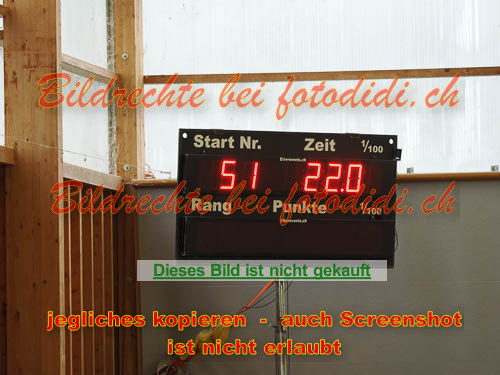 Bildrechte bei fotodidi.ch
Start Nr. Zeit 1/100
51 22.0
Rang Punkte 1/100
Bildrechte bei fotodidi.ch
Dieses Bild ist nicht gekauft
jegliches kopieren - auch Screenshot
ist nicht erlaubt